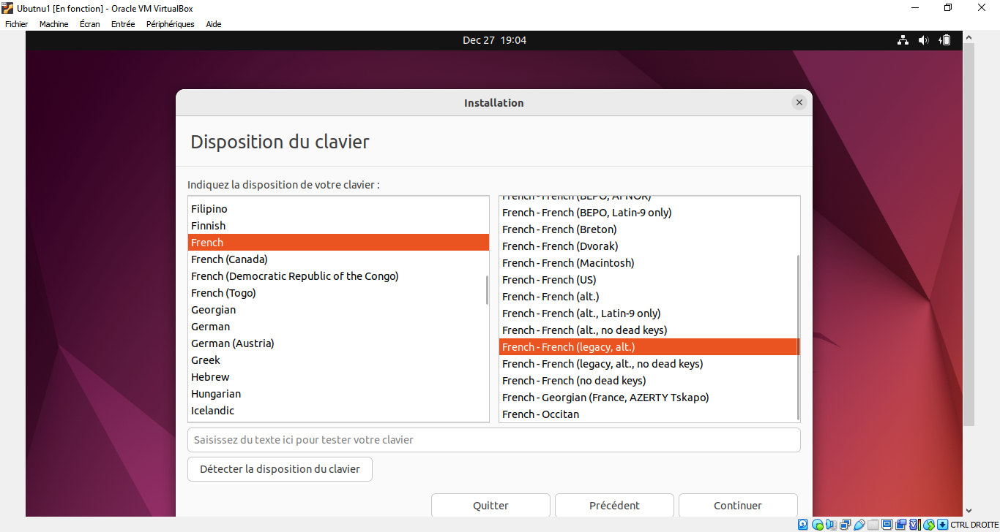 Ubutnu1 [En fonction] - Oracle VM VirtualBox
Fichier Machine Écran Entrée Périphériques Aide
Dec 27 19:04
Installation
Disposition du clavier
Indiquez la disposition de votre clavier :
Filipino
Finnish
French
French (Canada)
French (Democratic Republic of the Congo)
French (Togo)
Georgian
German
German (Austria)
Greek
Hebrew
Hungarian
Icelandic
French - French (BEPO, AFNOR)
French - French (BEPO, Latin-9 only)
French - French (Breton)
French - French (Dvorak)
French - French (Macintosh)
French - French (US)
French - French (alt.)
French - French (alt., Latin-9 only)
French - French (alt., no dead keys)
French - French (legacy, alt.)
French - French (legacy, alt., no dead keys)
French - French (no dead keys)
French - Georgian (France, AZERTY Tskapo)
French - Occitan
Saisissez du texte ici pour tester votre clavier
Détecter la disposition du clavier
Quitter Précédent Continuer
CTRL DROITE